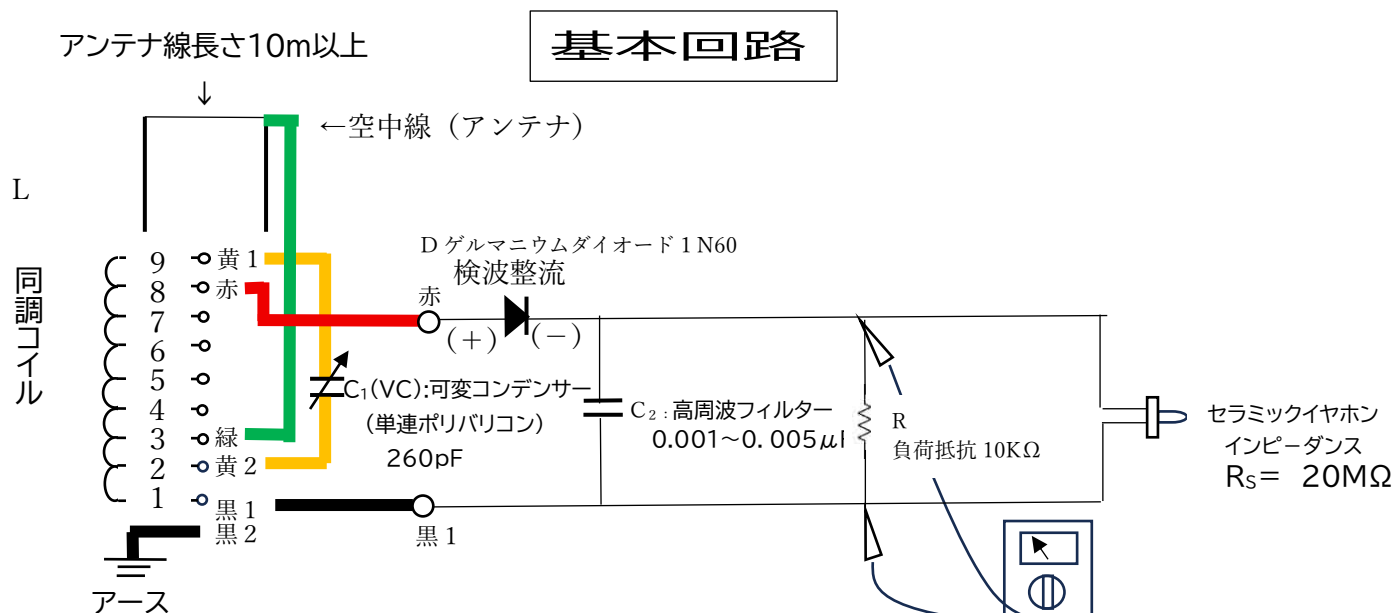 基本回路
アンテナ線長さ10m以上
↓
←空中線（アンテナ）
L
同調コイル
9 黄1
8 赤
7
6
5
4
3 緑
2 黄2
1 黒1
黒2
アース
D ゲルマニウムダイオード 1 N60
検波整流
赤
(+) (−)
C₁(VC):可変コンデンサー
(単連ポリバリコン)
260pF
C₂:高周波フィルター
0.001~0.005μ
R
負荷抵抗 10KΩ
黒1
セラミックイヤホン
インピーダンス
Rs= 20MΩ